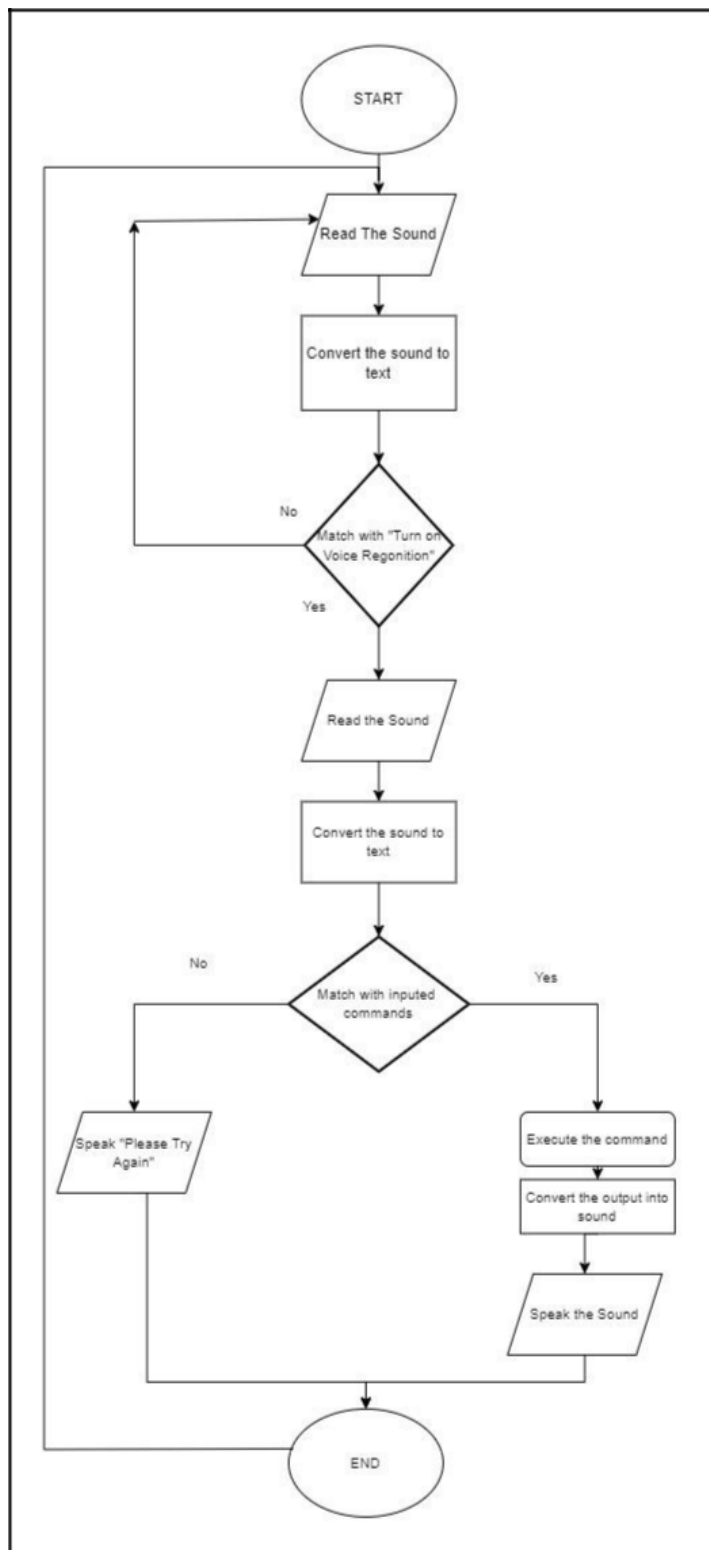 START
Read The Sound
Convert the sound to
text
No
Match with "Turn on
Voice Regonition"
Yes
Read the Sound
Convert the sound to
text
No
Match with inputed
commands
Yes
Speak "Please Try
Again"
Execute the command
Convert the output into
sound
Speak the Sound
END